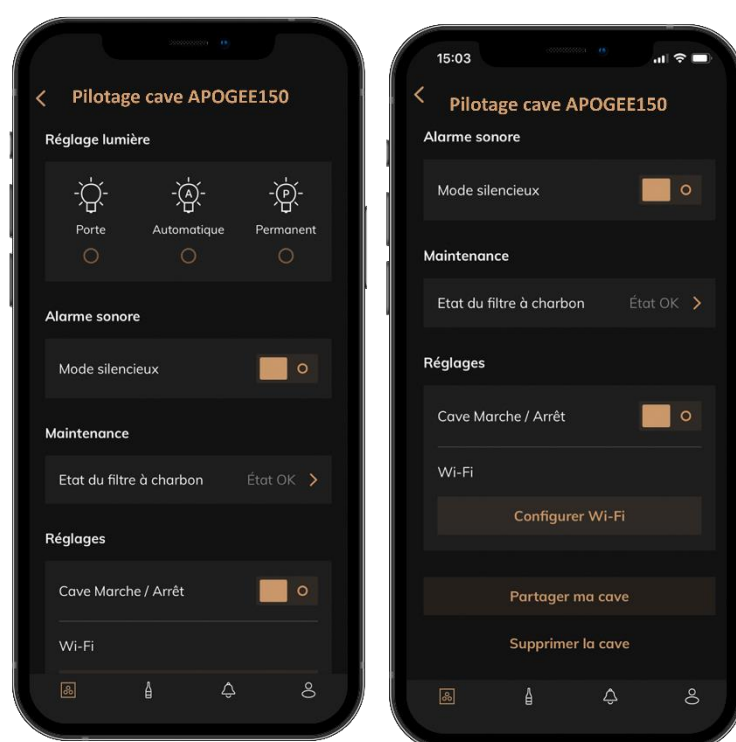 Pilotage cave APOGEE150
Réglage lumière
A
P
Porte
Automatique
Permanent
Alarme sonore
Mode silencieux
Maintenance
Etat du filtre à charbon
État OK
Réglages
Cave Marche / Arrêt
Wi-Fi
15:03
Pilotage cave APOGEE150
Alarme sonore
Mode silencieux
Maintenance
Etat du filtre à charbon
État OK
Réglages
Cave Marche / Arrêt
Wi-Fi
Configurer Wi-Fi
Partager ma cave
Supprimer la cave